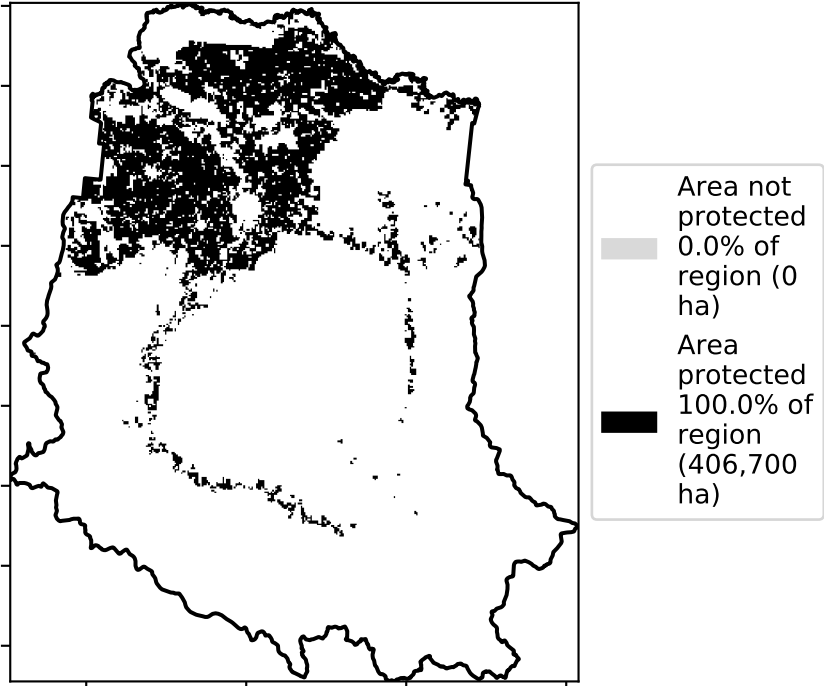 Area not
protected
0.0% of
region (0
ha)
Area
protected
100.0% of
region
(406,700
ha)